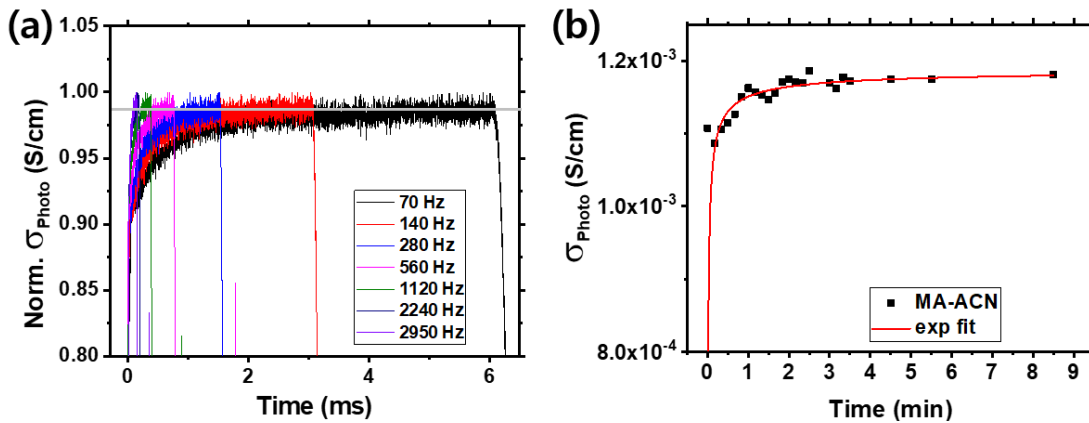 (a)
1.05
1.00
0.95
0.90
0.85
0.80
Norm. σPhoto (S/cm)
70 Hz
140 Hz
280 Hz
560 Hz
1120 Hz
2240 Hz
2950 Hz
0 2 4 6
Time (ms)
(b)
1.2x10⁻³
1.0x10⁻³
8.0x10⁻⁴
σPhoto (S/cm)
MA-ACN
exp fit
0 1 2 3 4 5 6 7 8 9
Time (min)